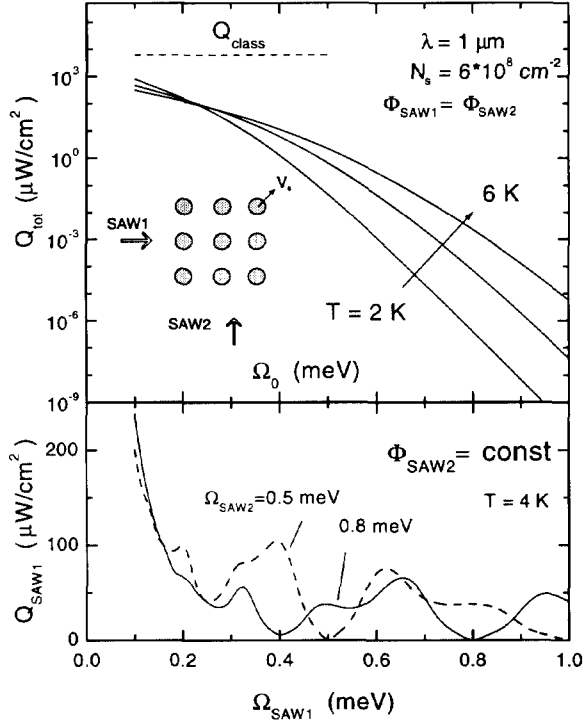 Q_class
λ = 1 μm
N_s = 6*10^8 cm^-2
Φ_SAW1 = Φ_SAW2
10^3
10^0
10^-3
10^-6
10^-9
Q_tot (μW/cm^2)
SAW1
SAW2
6 K
T = 2 K
Ω_0 (meV)
Φ_SAW2 = const
T = 4 K
Ω_SAW2=0.5 meV
0.8 meV
200
100
0
Q_SAW1 (μW/cm^2)
0.0 0.2 0.4 0.6 0.8 1.0
Ω_SAW1 (meV)